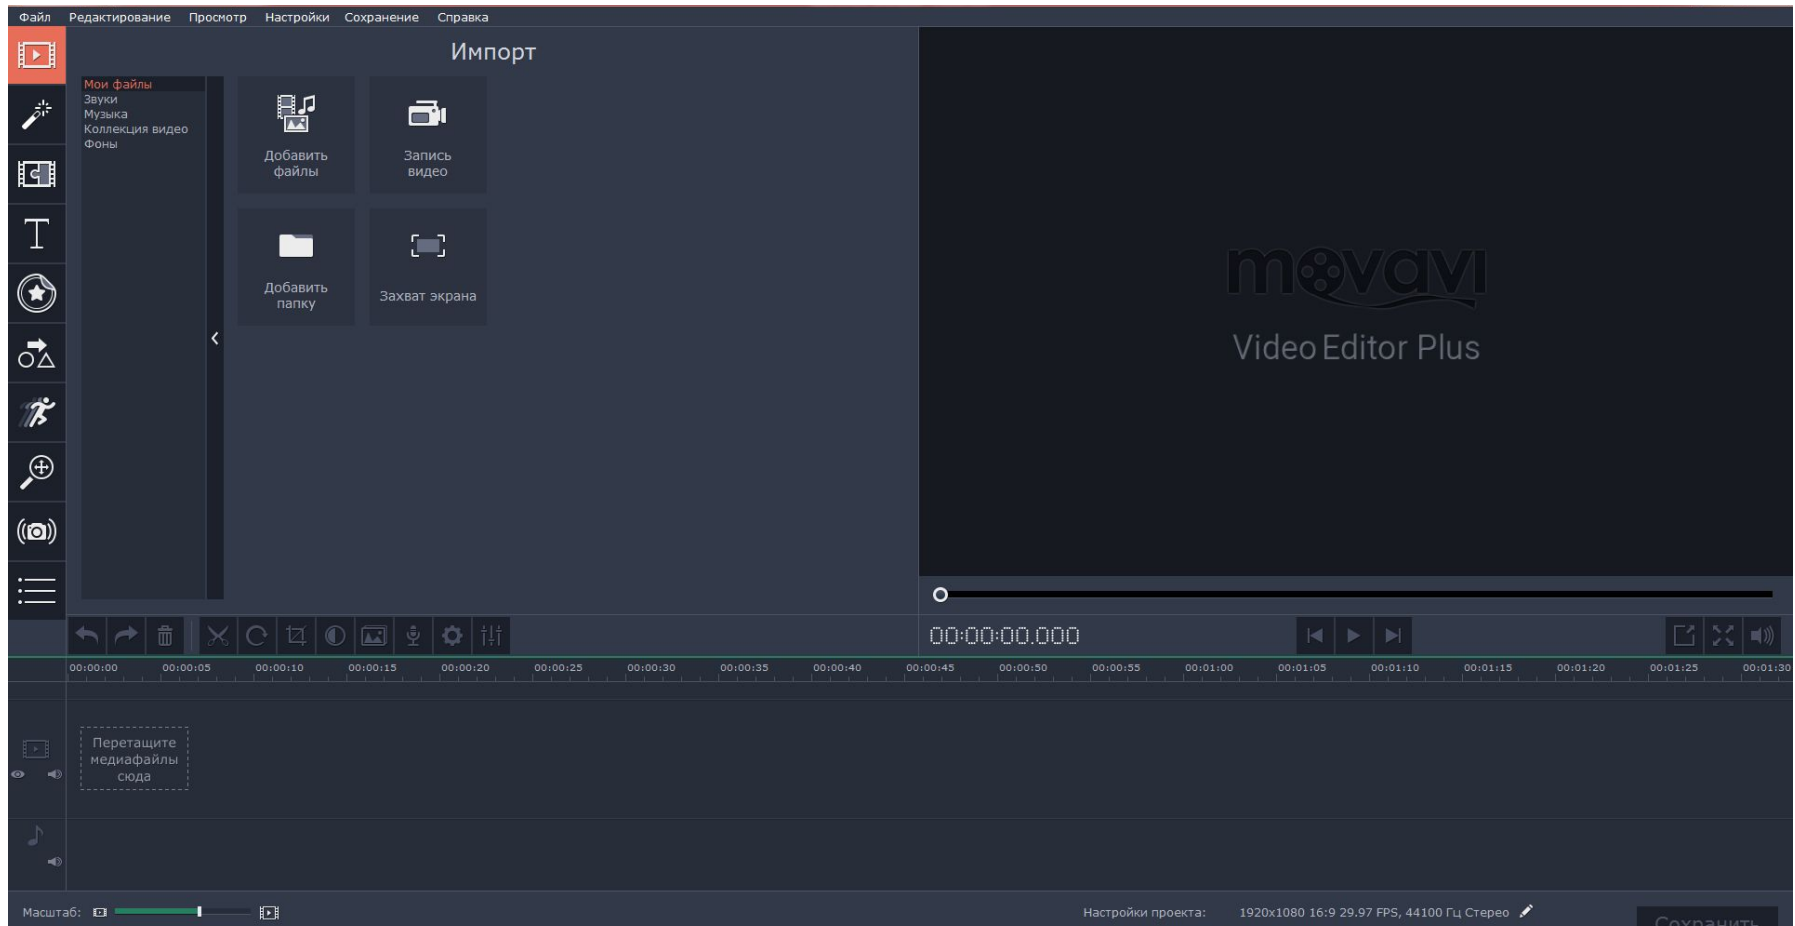 Файл Редактирование Просмотр Настройки Сохранение Справка
Импорт
Мои файлы
Звуки
Музыка
Коллекция видео
Фоны
Добавить
файлы
Запись
видео
Добавить
папку
Захват экрана
movavi
Video Editor Plus
00:00:00.000
00:00:00 00:00:05 00:00:10 00:00:15 00:00:20 00:00:25 00:00:30 00:00:35 00:00:40 00:00:45 00:00:50 00:00:55 00:01:00 00:01:05 00:01:10 00:01:15 00:01:20 00:01:25 00:01:30
Перетащите
медиафайлы
сюда
Масштаб:
Настройки проекта: 1920x1080 16:9 29.97 FPS, 44100 Гц Стерео
Сохранить